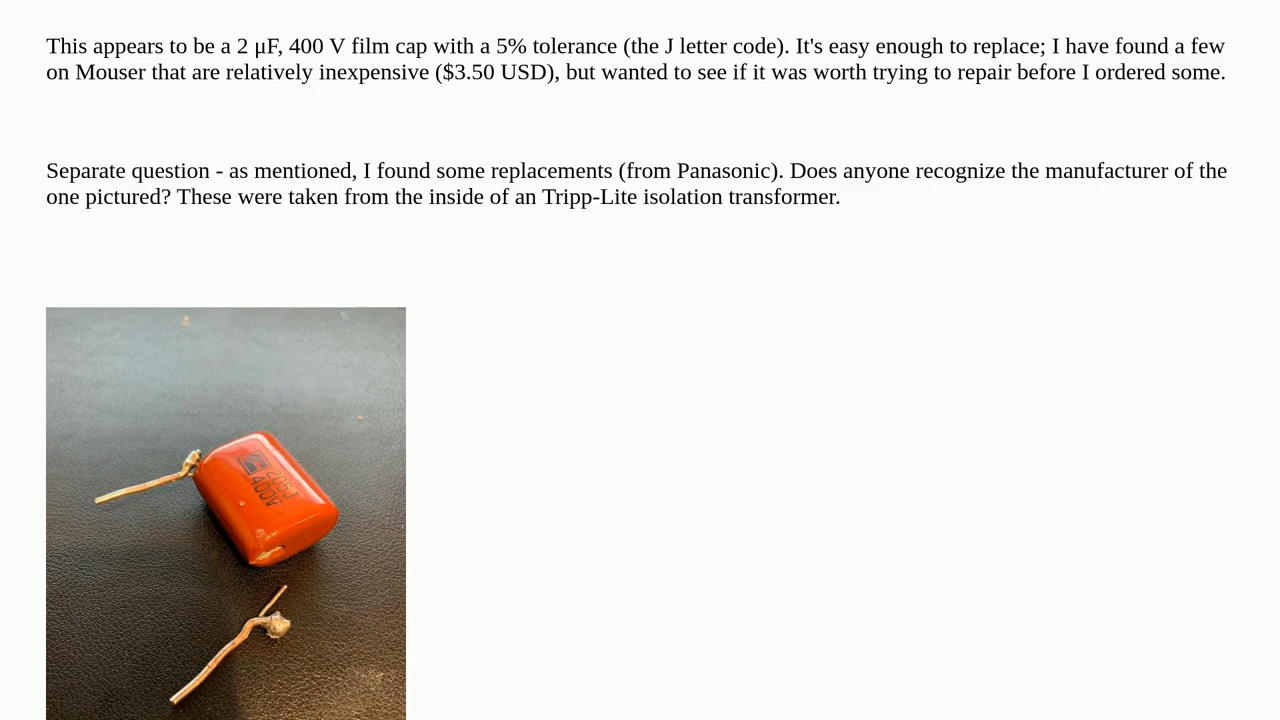 This appears to be a 2 μF, 400 V film cap with a 5% tolerance (the J letter code). It's easy enough to replace; I have found a few
on Mouser that are relatively inexpensive ($3.50 USD), but wanted to see if it was worth trying to repair before I ordered some.
Separate question - as mentioned, I found some replacements (from Panasonic). Does anyone recognize the manufacturer of the
one pictured? These were taken from the inside of an Tripp-Lite isolation transformer.
205J
400V